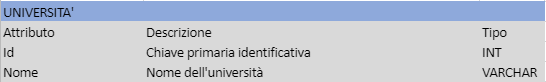 UNIVERSITA'
Attributo Descrizione Tipo
Id Chiave primaria identificativa INT
Nome Nome dell'università VARCHAR